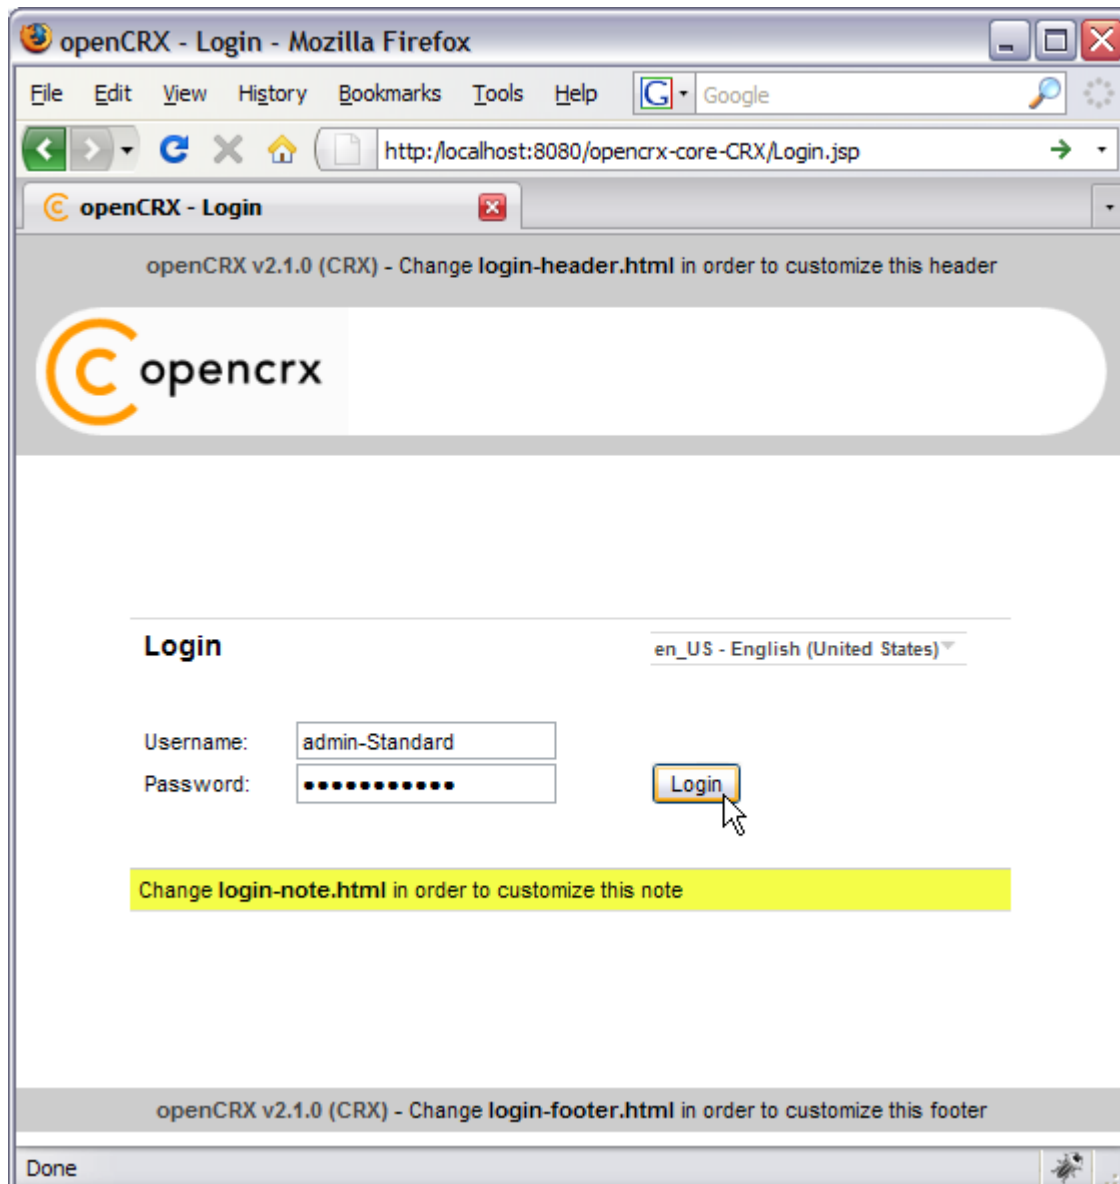 openCRX - Login - Mozilla Firefox
File Edit View History Bookmarks Tools Help G Google
http:/localhost:8080/opencrx-core-CRX/Login.jsp
openCRX - Login
openCRX v2.1.0 (CRX) - Change login-header.html in order to customize this header
opencrx
Login en_US - English (United States)
Username: admin-Standard
Password: ●●●●●●●●●●● Login
Change login-note.html in order to customize this note
openCRX v2.1.0 (CRX) - Change login-footer.html in order to customize this footer
Done